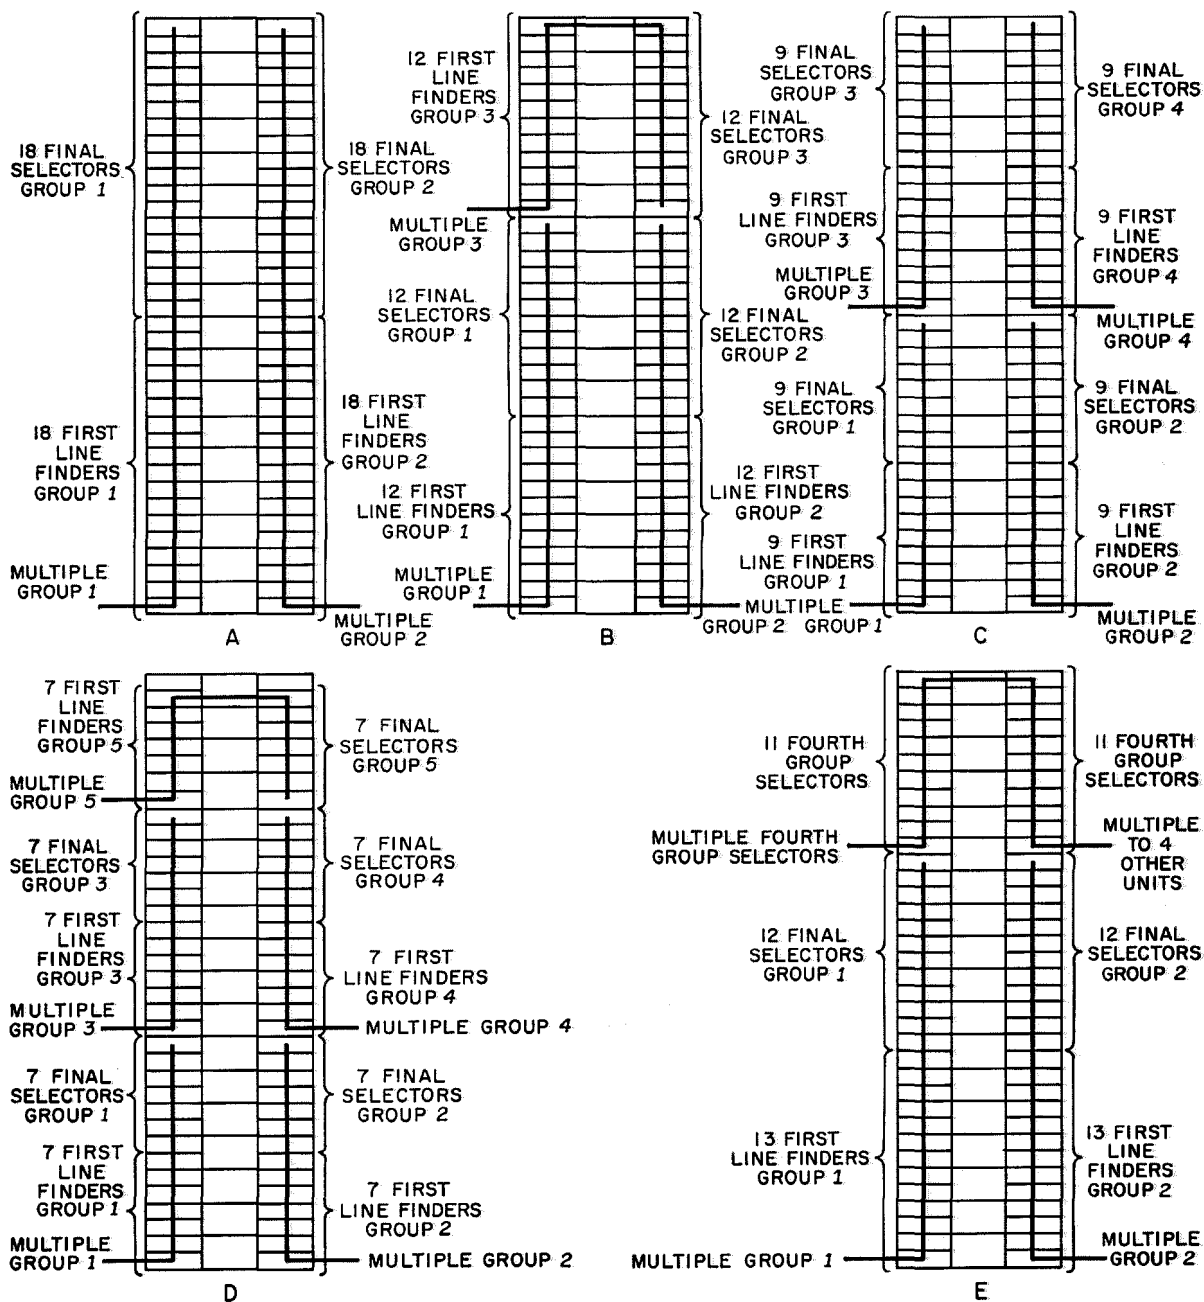 18 FINAL
SELECTORS
GROUP 1
18 FIRST
LINE
FINDERS
GROUP 1
MULTIPLE
GROUP 1
18 FINAL
SELECTORS
GROUP 2
18 FIRST
LINE
FINDERS
GROUP 2
MULTIPLE
GROUP 2
A
12 FIRST
LINE
FINDERS
GROUP 3
MULTIPLE
GROUP 3
12 FINAL
SELECTORS
GROUP 1
12 FIRST
LINE FINDERS
GROUP 1
MULTIPLE
GROUP 1
12 FINAL
SELECTORS
GROUP 3
12 FINAL
SELECTORS
GROUP 2
12 FIRST
LINE FINDERS
GROUP 2
MULTIPLE
GROUP 2
B
9 FINAL
SELECTORS
GROUP 3
9 FIRST
LINE FINDERS
GROUP 3
MULTIPLE
GROUP 3
9 FINAL
SELECTORS
GROUP 1
9 FIRST
LINE FINDERS
GROUP 1
GROUP 1
9 FINAL
SELECTORS
GROUP 4
9 FIRST
LINE
FINDERS
GROUP 4
MULTIPLE
GROUP 4
9 FINAL
SELECTORS
GROUP 2
9 FIRST
LINE
FINDERS
GROUP 2
MULTIPLE
GROUP 2
C
7 FIRST
LINE
FINDERS
GROUP 5
MULTIPLE
GROUP 5
7 FINAL
SELECTORS
GROUP 3
7 FIRST
LINE
FINDERS
GROUP 3
MULTIPLE
GROUP 3
7 FINAL
SELECTORS
GROUP 1
7 FIRST
LINE
FINDERS
GROUP 1
MULTIPLE
GROUP 1
7 FINAL
SELECTORS
GROUP 5
7 FINAL
SELECTORS
GROUP 4
7 FIRST
LINE FINDERS
GROUP 4
MULTIPLE GROUP 4
7 FINAL
SELECTORS
GROUP 2
7 FIRST
LINE FINDERS
GROUP 2
MULTIPLE GROUP 2
D
11 FOURTH
GROUP
SELECTORS
MULTIPLE FOURTH
GROUP SELECTORS
12 FINAL
SELECTORS
GROUP 1
13 FIRST
LINE FINDERS
GROUP 1
MULTIPLE GROUP 1
11 FOURTH
GROUP
SELECTORS
MULTIPLE
TO 4
OTHER
UNITS
12 FINAL
SELECTORS
GROUP 2
13 FIRST
LINE
FINDERS
GROUP 2
MULTIPLE
GROUP 2
E